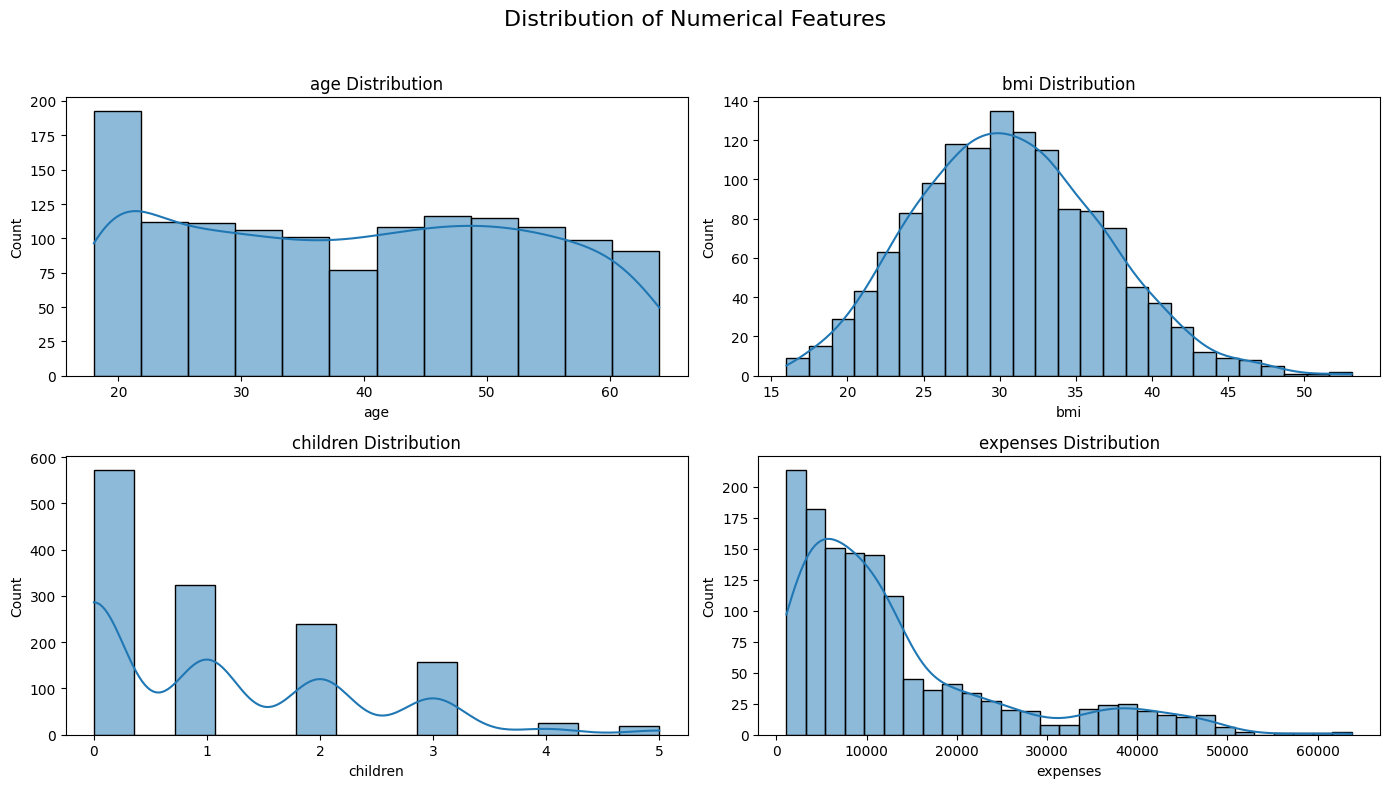 Distribution of Numerical Features
age Distribution
200
175
150
125
100
75
50
25
0
Count
20 30 40 50 60
age
bmi Distribution
140
120
100
80
60
40
20
0
Count
15 20 25 30 35 40 45 50
bmi
children Distribution
600
500
400
300
200
100
0
Count
0 1 2 3 4 5
children
expenses Distribution
200
175
150
125
100
75
50
25
0
Count
0 10000 20000 30000 40000 50000 60000
expenses